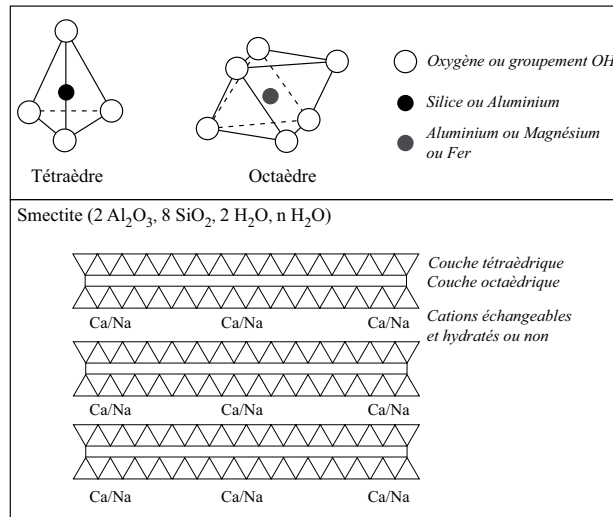 Oxygène ou groupement OH
Silice ou Aluminium
Aluminium ou Magnésium
ou Fer
Tétraèdre
Octaèdre
Smectite (2 Al₂O₃, 8 SiO₂, 2 H₂O, n H₂O)
Couche tétraèdrique
Couche octaèdrique
Cations échangeables
et hydratés ou non
Ca/Na Ca/Na Ca/Na
Ca/Na Ca/Na Ca/Na
Ca/Na Ca/Na Ca/Na